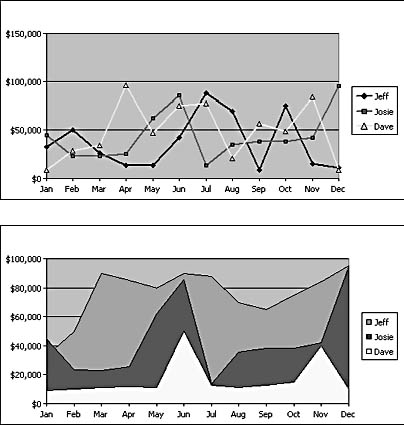 $150,000
$100,000
$50,000
$0
Jan Feb Mar Apr May Jun Jul Aug Sep Oct Nov Dec
Jeff
Josie
Dave
$100,000
$80,000
$60,000
$40,000
$20,000
$0
Jan Feb Mar Apr May Jun Jul Aug Sep Oct Nov Dec
Jeff
Josie
Dave